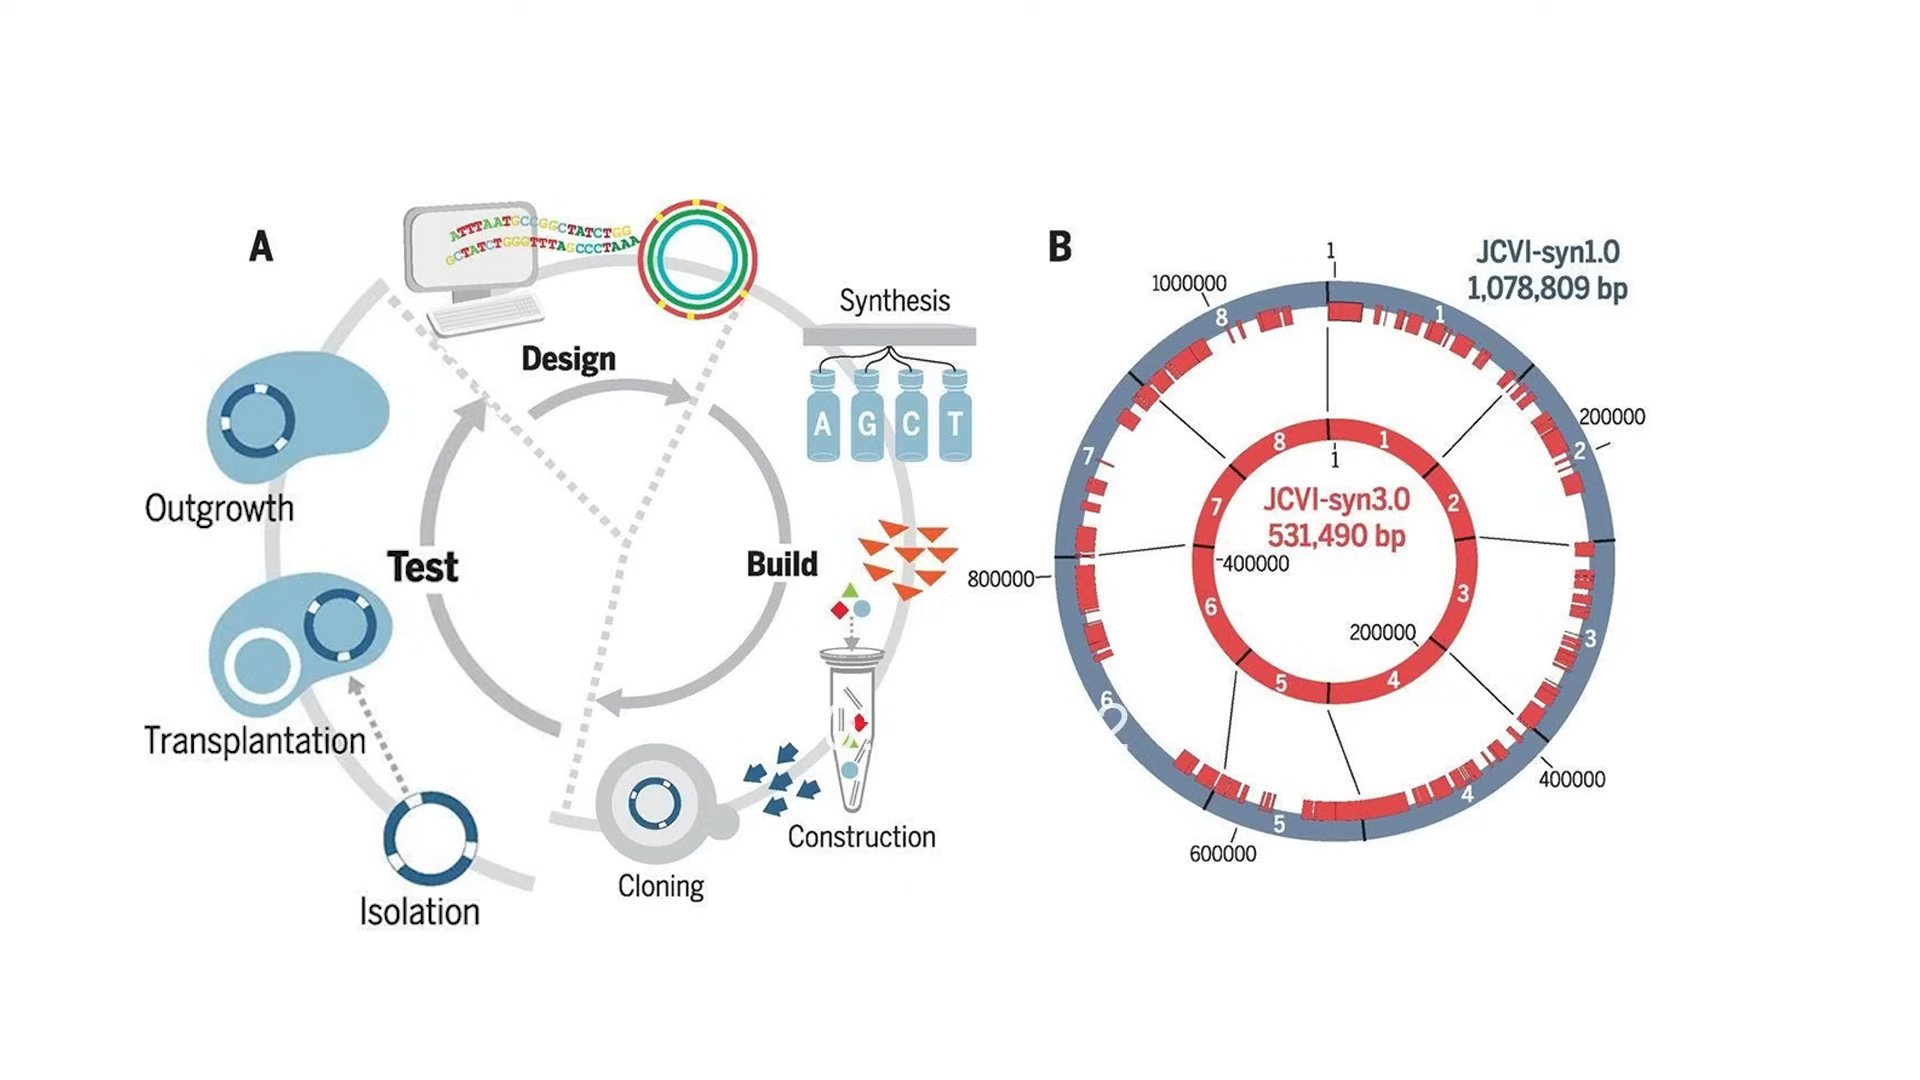 A
ATTTAATGCCGGCTATCTGG
GCTATCTGGGTTTAGCCCTAAA
Synthesis
A G C T
Design
Build
Test
Outgrowth
Transplantation
Isolation
Cloning
Construction
B
JCVI-syn1.0
1,078,809 bp
1
200000
400000
600000
800000
1000000
1
2
3
4
5
6
7
8
JCVI-syn3.0
531,490 bp
1
200000
400000
1
2
3
4
5
6
7
8